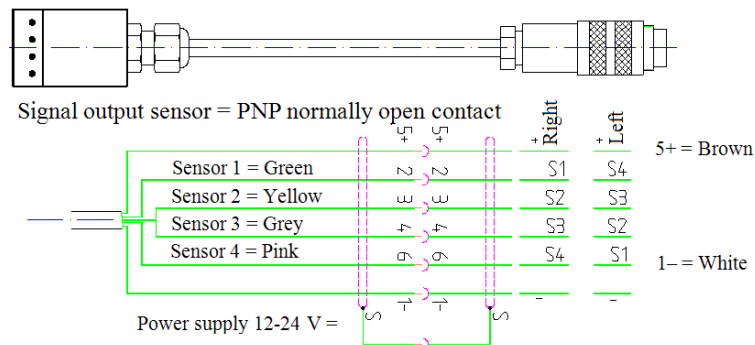 Signal output sensor = PNP normally open contact
5+ 5+ + Right + Left 5+ = Brown
Sensor 1 = Green 2 2 S1 S4
Sensor 2 = Yellow 3 3 S2 S3
Sensor 3 = Grey 4 4 S3 S2
Sensor 4 = Pink 6 6 S4 S1
1– = White
1- 1- - -
Power supply 12-24 V = S S